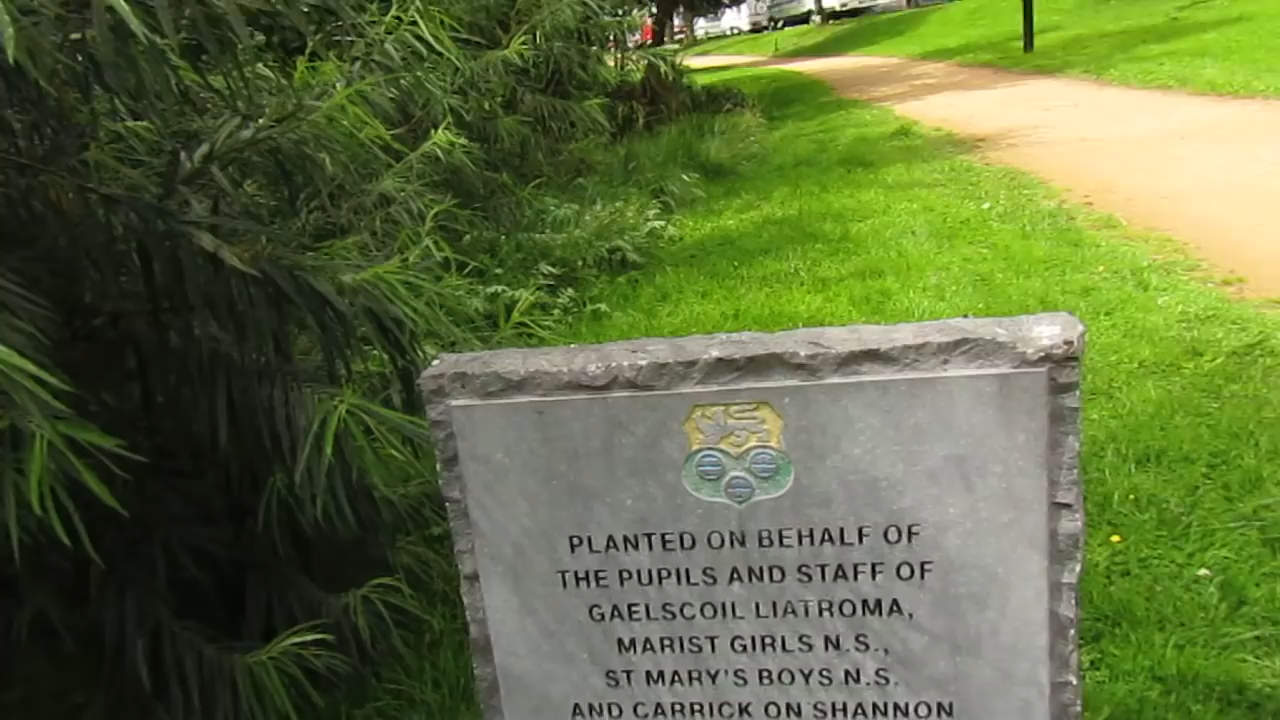 PLANTED ON BEHALF OF
THE PUPILS AND STAFF OF
GAELSCOIL LIATROMA,
MARIST GIRLS N.S.,
ST MARY'S BOYS N.S.
AND CARRICK ON SHANNON